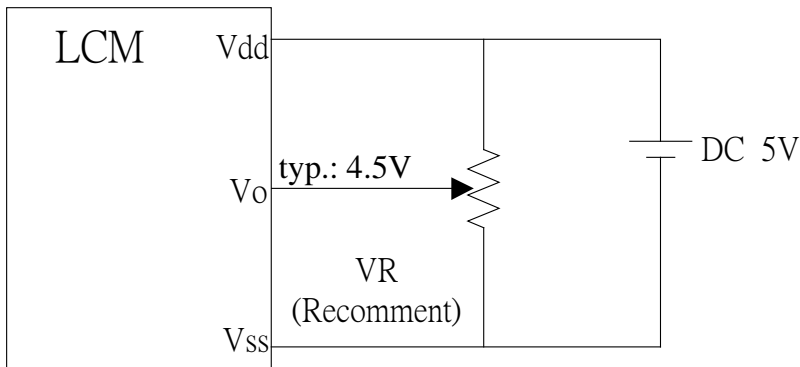 LCM
Vdd
DC 5V
typ.: 4.5V
Vo
VR
(Recomment)
Vss